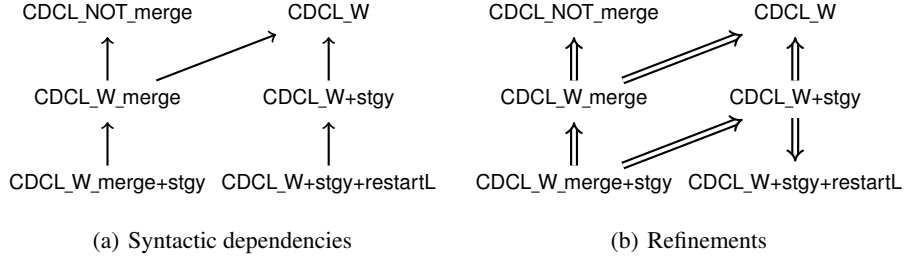 CDCL_NOT_merge CDCL_W CDCL_NOT_merge CDCL_W
CDCL_W_merge CDCL_W+stgy CDCL_W_merge CDCL_W+stgy
CDCL_W_merge+stgy CDCL_W+stgy+restartL CDCL_W_merge+stgy CDCL_W+stgy+restartL
(a) Syntactic dependencies (b) Refinements